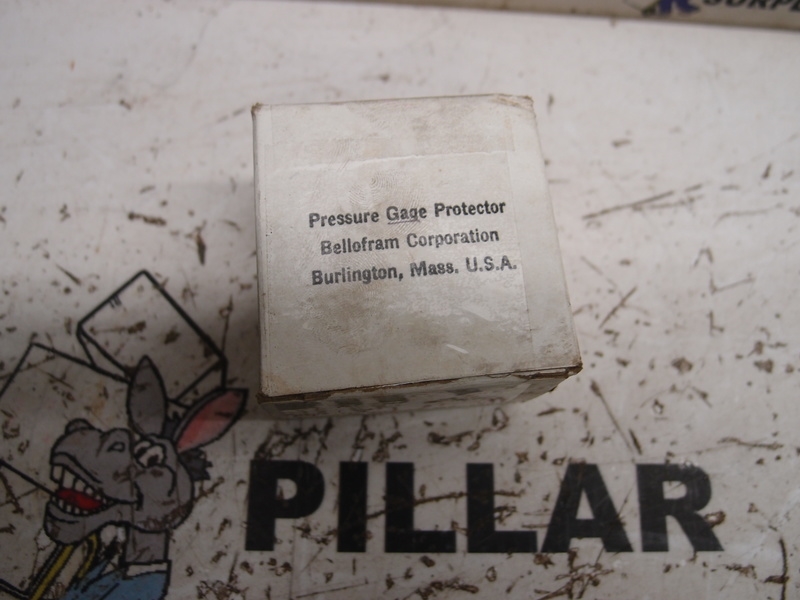 Pressure Gage Protector
Bellofram Corporation
Burlington, Mass. U.S.A.
PILLAR